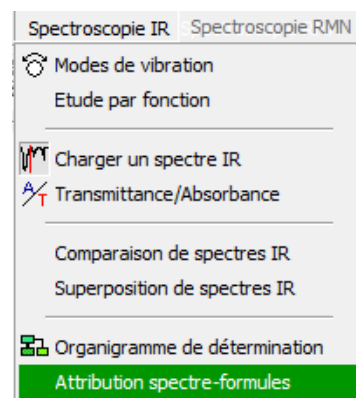 Spectroscopie IR Spectroscopie RMN
Modes de vibration
Etude par fonction
Charger un spectre IR
A/T Transmittance/Absorbance
Comparaison de spectres IR
Superposition de spectres IR
Organigramme de détermination
Attribution spectre-formules